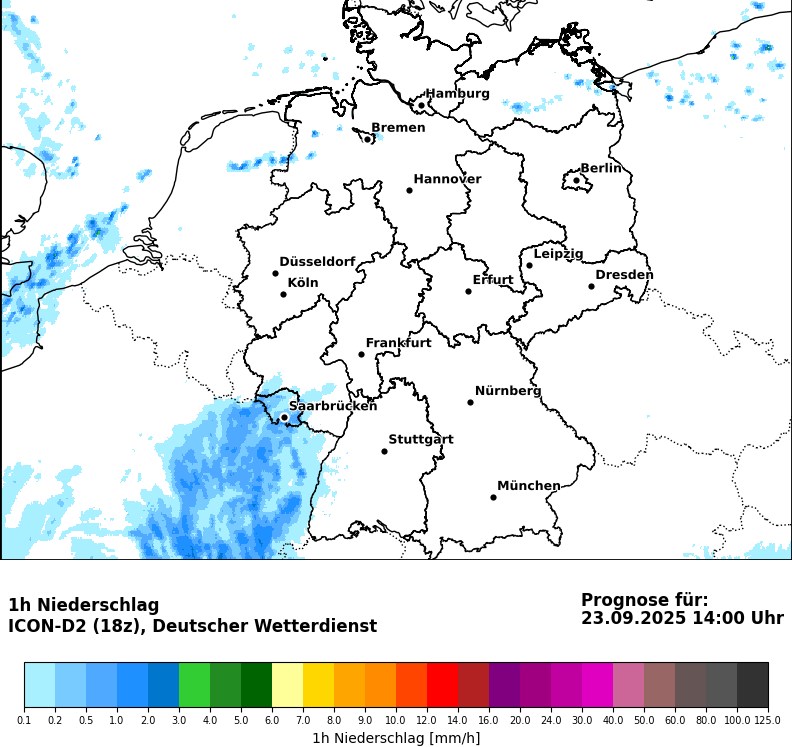 Hamburg
Bremen
Berlin
Hannover
Leipzig
Düsseldorf
Dresden
Erfurt
Köln
Frankfurt
Nürnberg
Saarbrücken
Stuttgart
München
1h Niederschlag
ICON-D2 (18z), Deutscher Wetterdienst
Prognose für:
23.09.2025 14:00 Uhr
0.1 0.2 0.5 1.0 2.0 3.0 4.0 5.0 6.0 7.0 8.0 9.0 10.0 12.0 14.0 16.0 20.0 24.0 30.0 40.0 50.0 60.0 80.0 100.0 125.0
1h Niederschlag [mm/h]